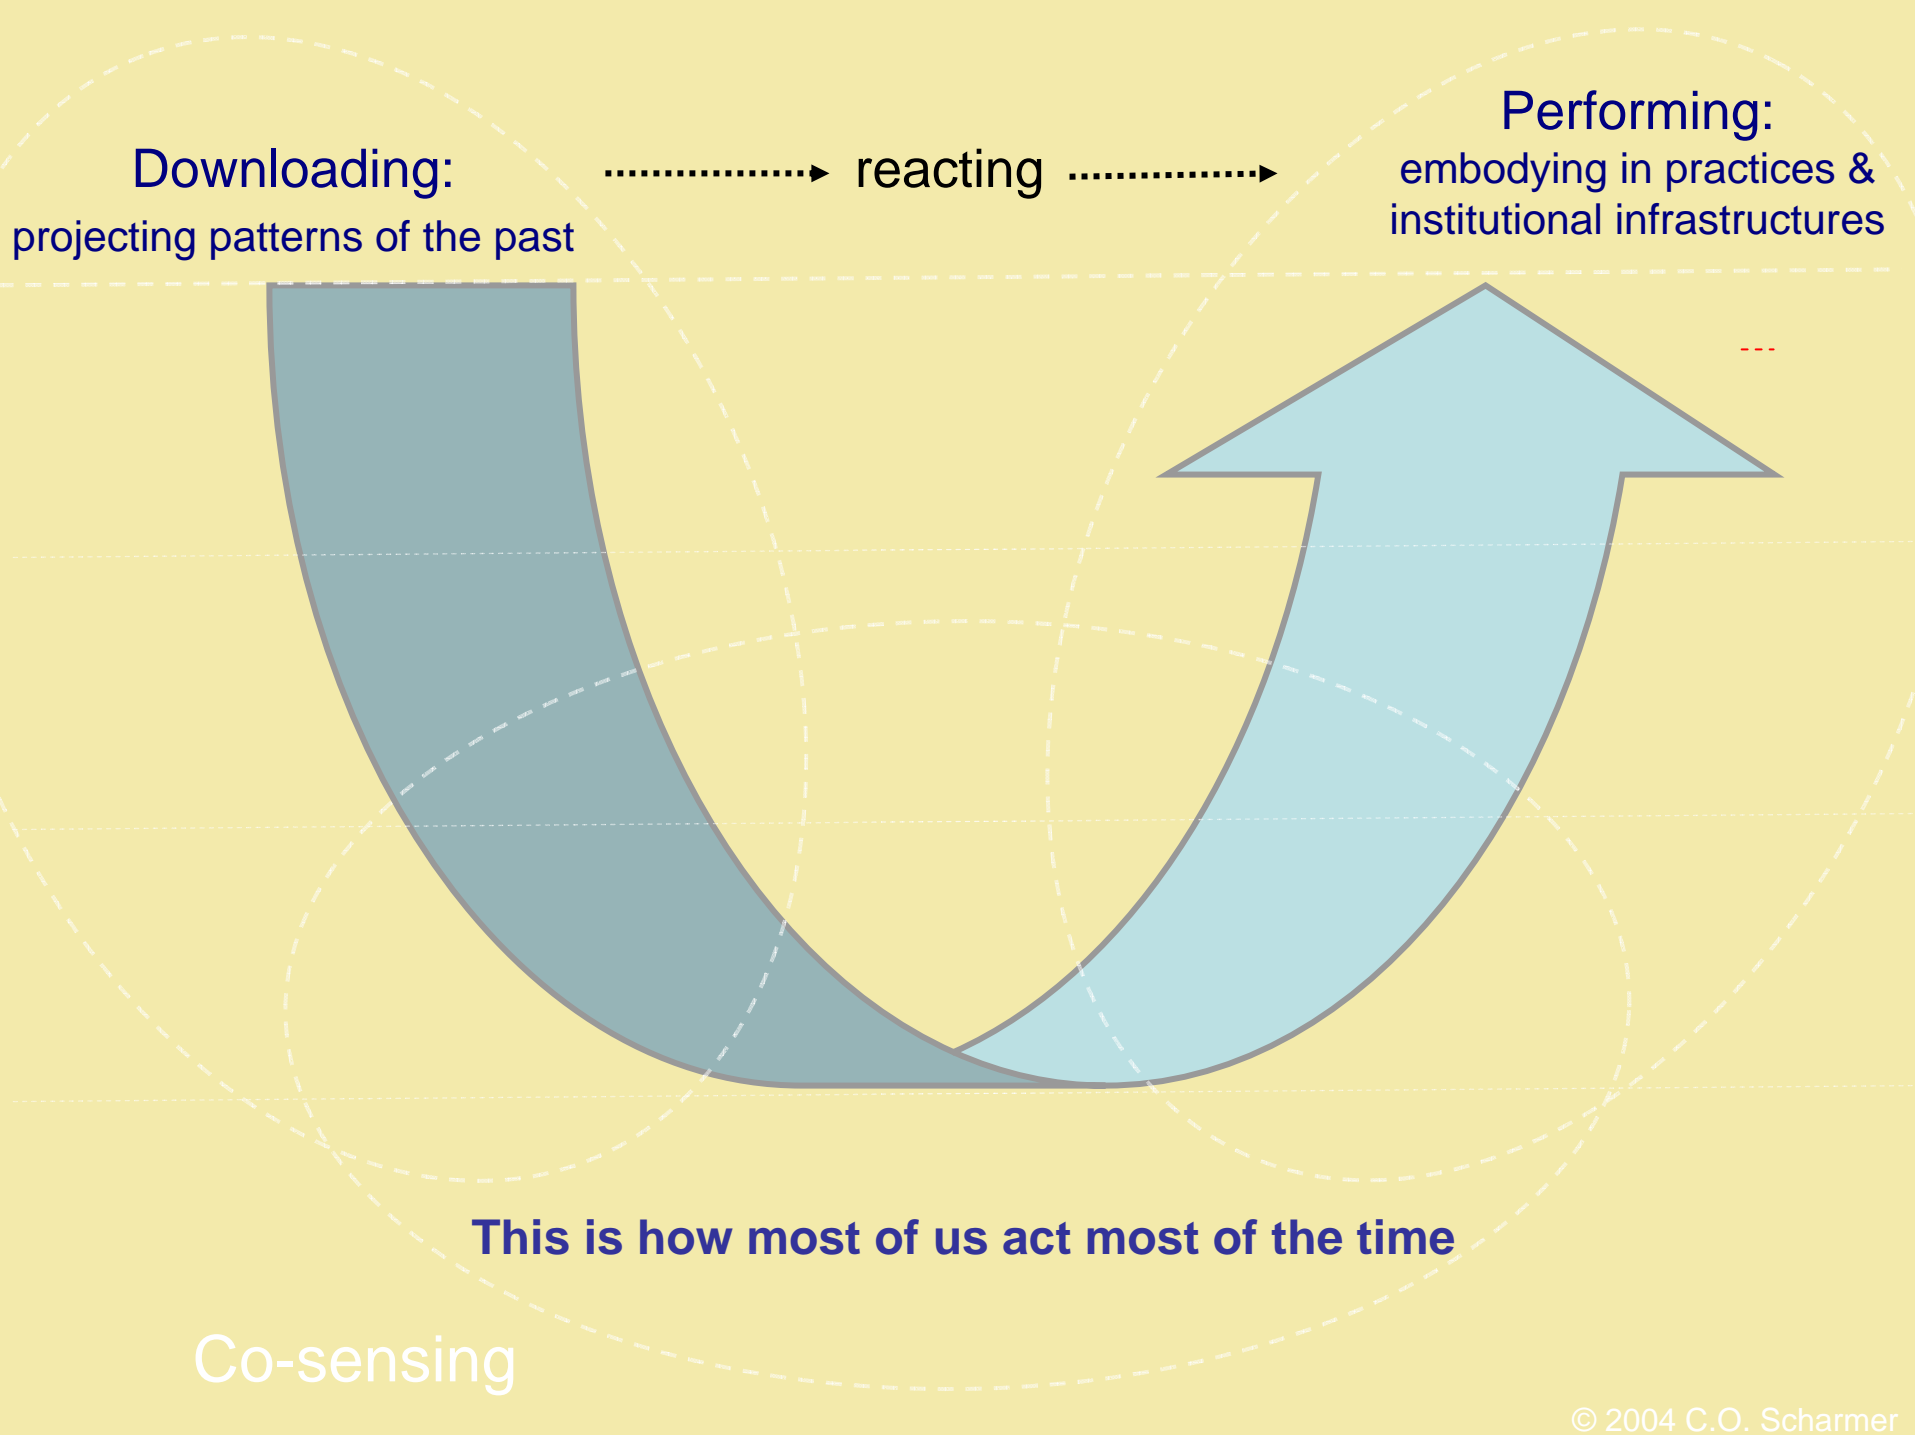 Performing:
Downloading:
reacting
embodying in practices &
institutional infrastructures
projecting patterns of the past
This is how most of us act most of the time
Co-sensing
© 2004 C.O. Scharmer